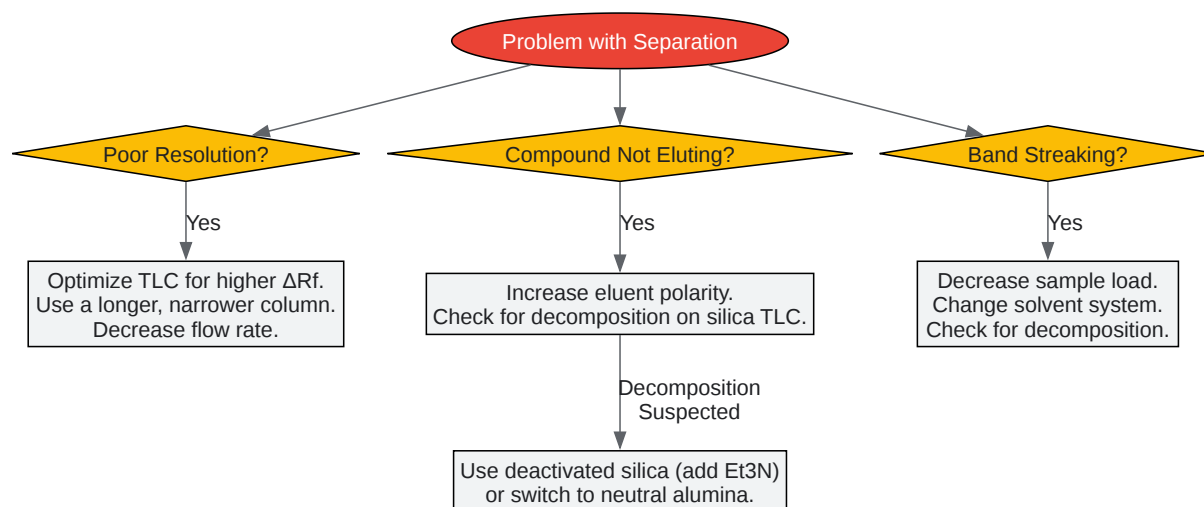 Problem with Separation
Poor Resolution?
Compound Not Eluting?
Band Streaking?
Yes
Yes
Yes
Optimize TLC for higher ΔRf.
Use a longer, narrower column.
Decrease flow rate.
Increase eluent polarity.
Check for decomposition on silica TLC.
Decrease sample load.
Change solvent system.
Check for decomposition.
Decomposition
Suspected
Use deactivated silica (add Et3N)
or switch to neutral alumina.